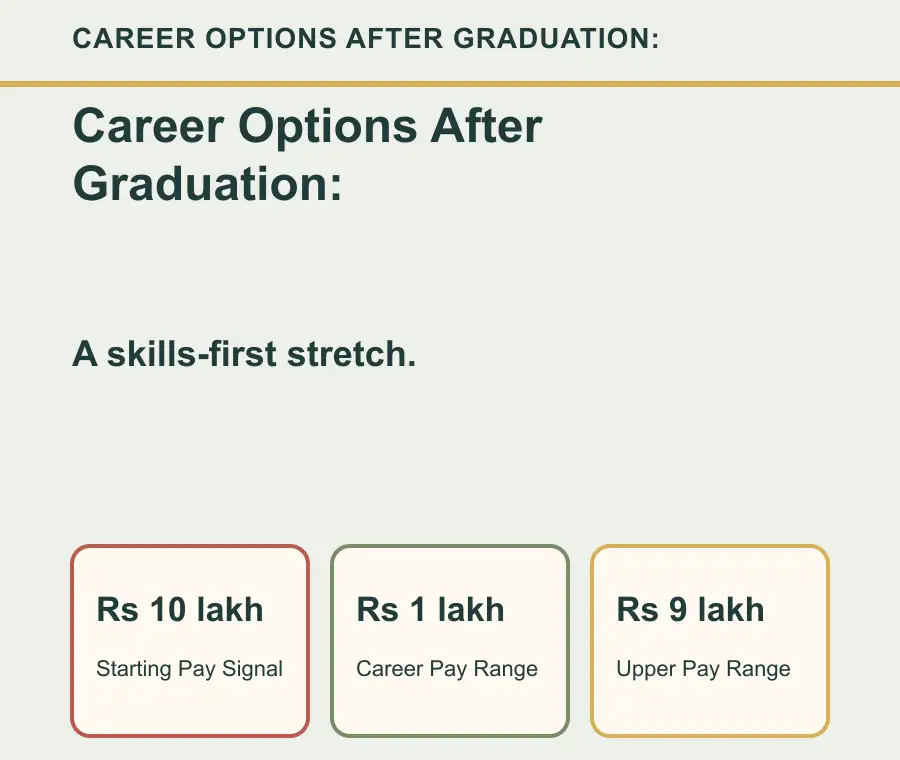 CAREER OPTIONS AFTER GRADUATION:
Career Options After
Graduation:
A skills-first stretch.
Rs 10 lakh
Starting Pay Signal
Rs 1 lakh
Career Pay Range
Rs 9 lakh
Upper Pay Range